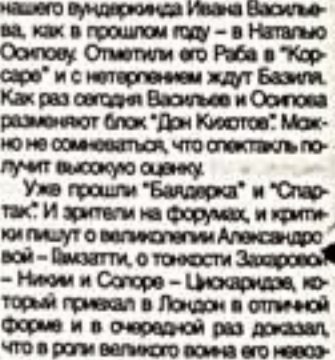 нашего вундеркинда Ивана Василье-
ва, как в прошлом году – в Наталью
Осипову. Отметили его Раба в "Кор-
саре" и с нетерпением ждут Базиля.
Как раз сегодня Васильев и Осипова
разменяют блок "Дон Кихотов". Мож-
но не сомневаться, что спектакль по-
лучит высокую оценку.
Уже прошли "Баядерка" и "Спар-
так". И зрители на форумах, и крити-
ки пишут о великолепии Александро
вой – Гамзатти, о тонкости Захаровой
– Никии и Солоре – Цискаридзе, ко-
торый приехал в Лондон в отличной
форме и в очередной раз доказал,
что в роли великого воина его невоз